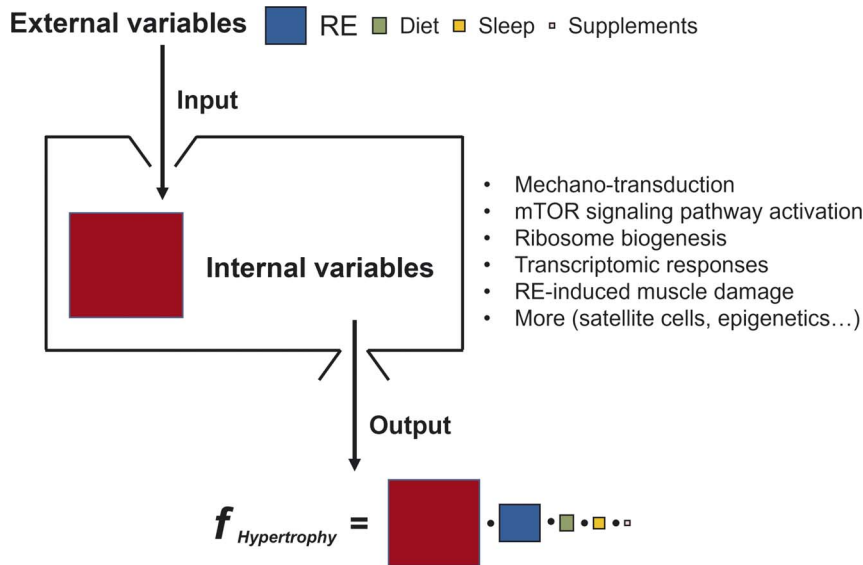 External variables RE Diet Sleep Supplements
Input
Internal variables
• Mechano-transduction
• mTOR signaling pathway activation
• Ribosome biogenesis
• Transcriptomic responses
• RE-induced muscle damage
• More (satellite cells, epigenetics…)
Output
f Hypertrophy = • • • •